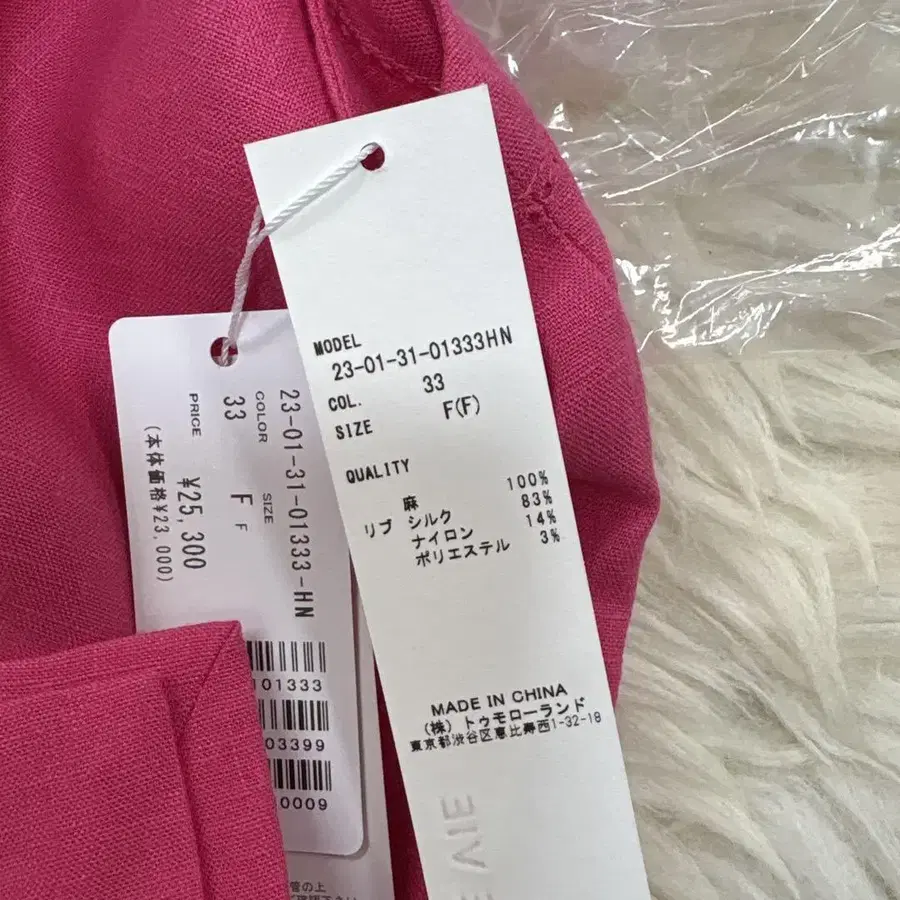 MODEL
23-01-31-01333HN
COL. 33
SIZE F(F)
QUALITY
麻 100%
リブ シルク 83%
ナイロン 14%
ポリエステル 3%
MADE IN CHINA
(株)トゥモローランド
東京都渋谷区恵比寿西1-32-18
23-01-31-01333-HN
COLOR SIZE
33 F F
PRICE ¥25,300
(本体価格¥23,000)
101333
03399
0009